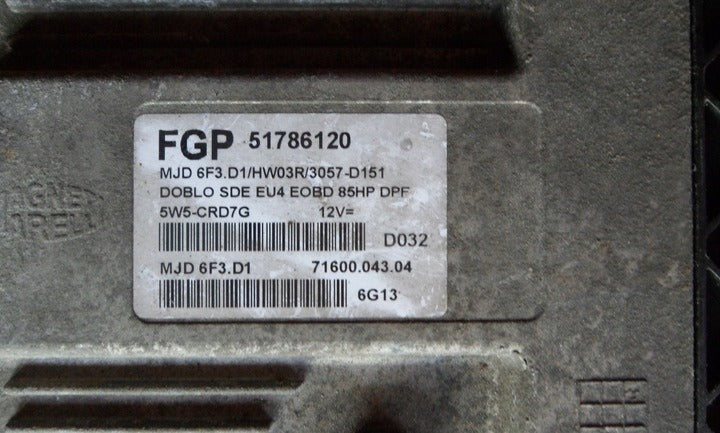 FGP 51786120
MJD 6F3.D1/HW03R/3057-D151
DOBLO SDE EU4 EOBD 85HP DPF
5W5-CRD7G 12V=
D032
MJD 6F3.D1 71600.043.04
6G13